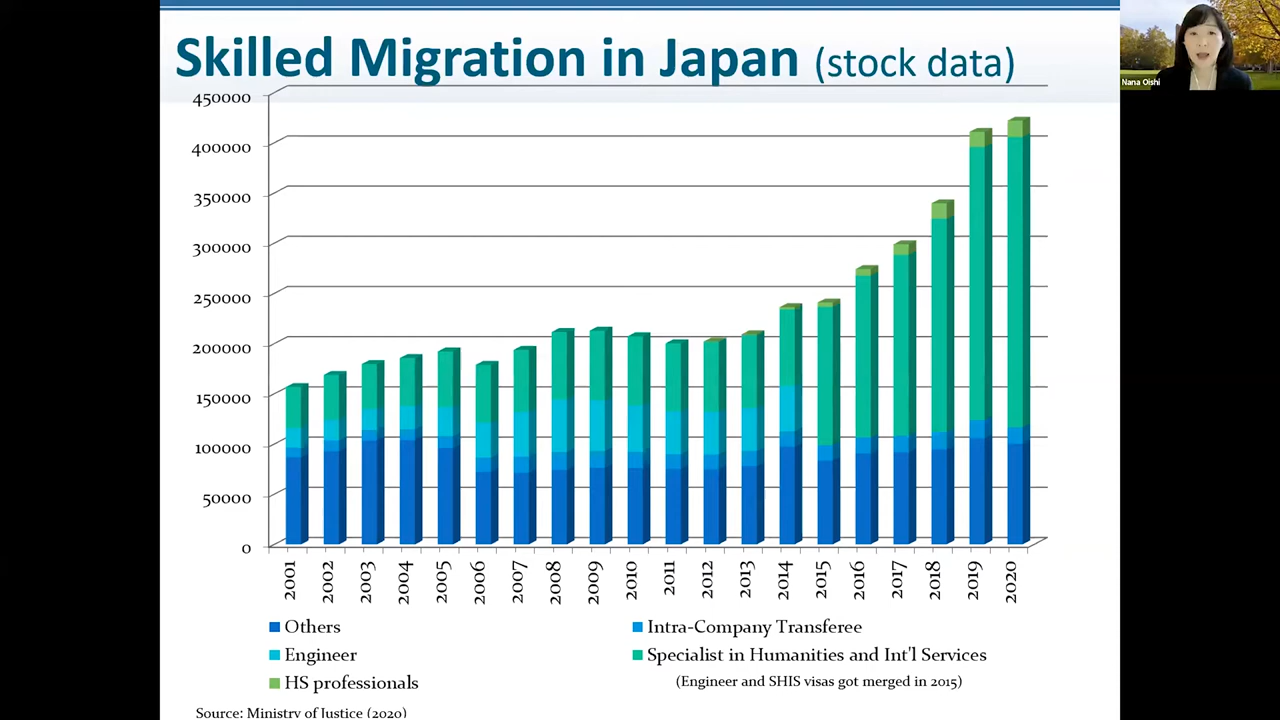 Skilled Migration in Japan (stock data)
Nana Oishi
450000
400000
350000
300000
250000
200000
150000
100000
50000
0
2001 2002 2003 2004 2005 2006 2007 2008 2009 2010 2011 2012 2013 2014 2015 2016 2017 2018 2019 2020
Others
Intra-Company Transferee
Engineer
Specialist in Humanities and Int'l Services
HS professionals
(Engineer and SHIS visas got merged in 2015)
Source: Ministry of Justice (2020)